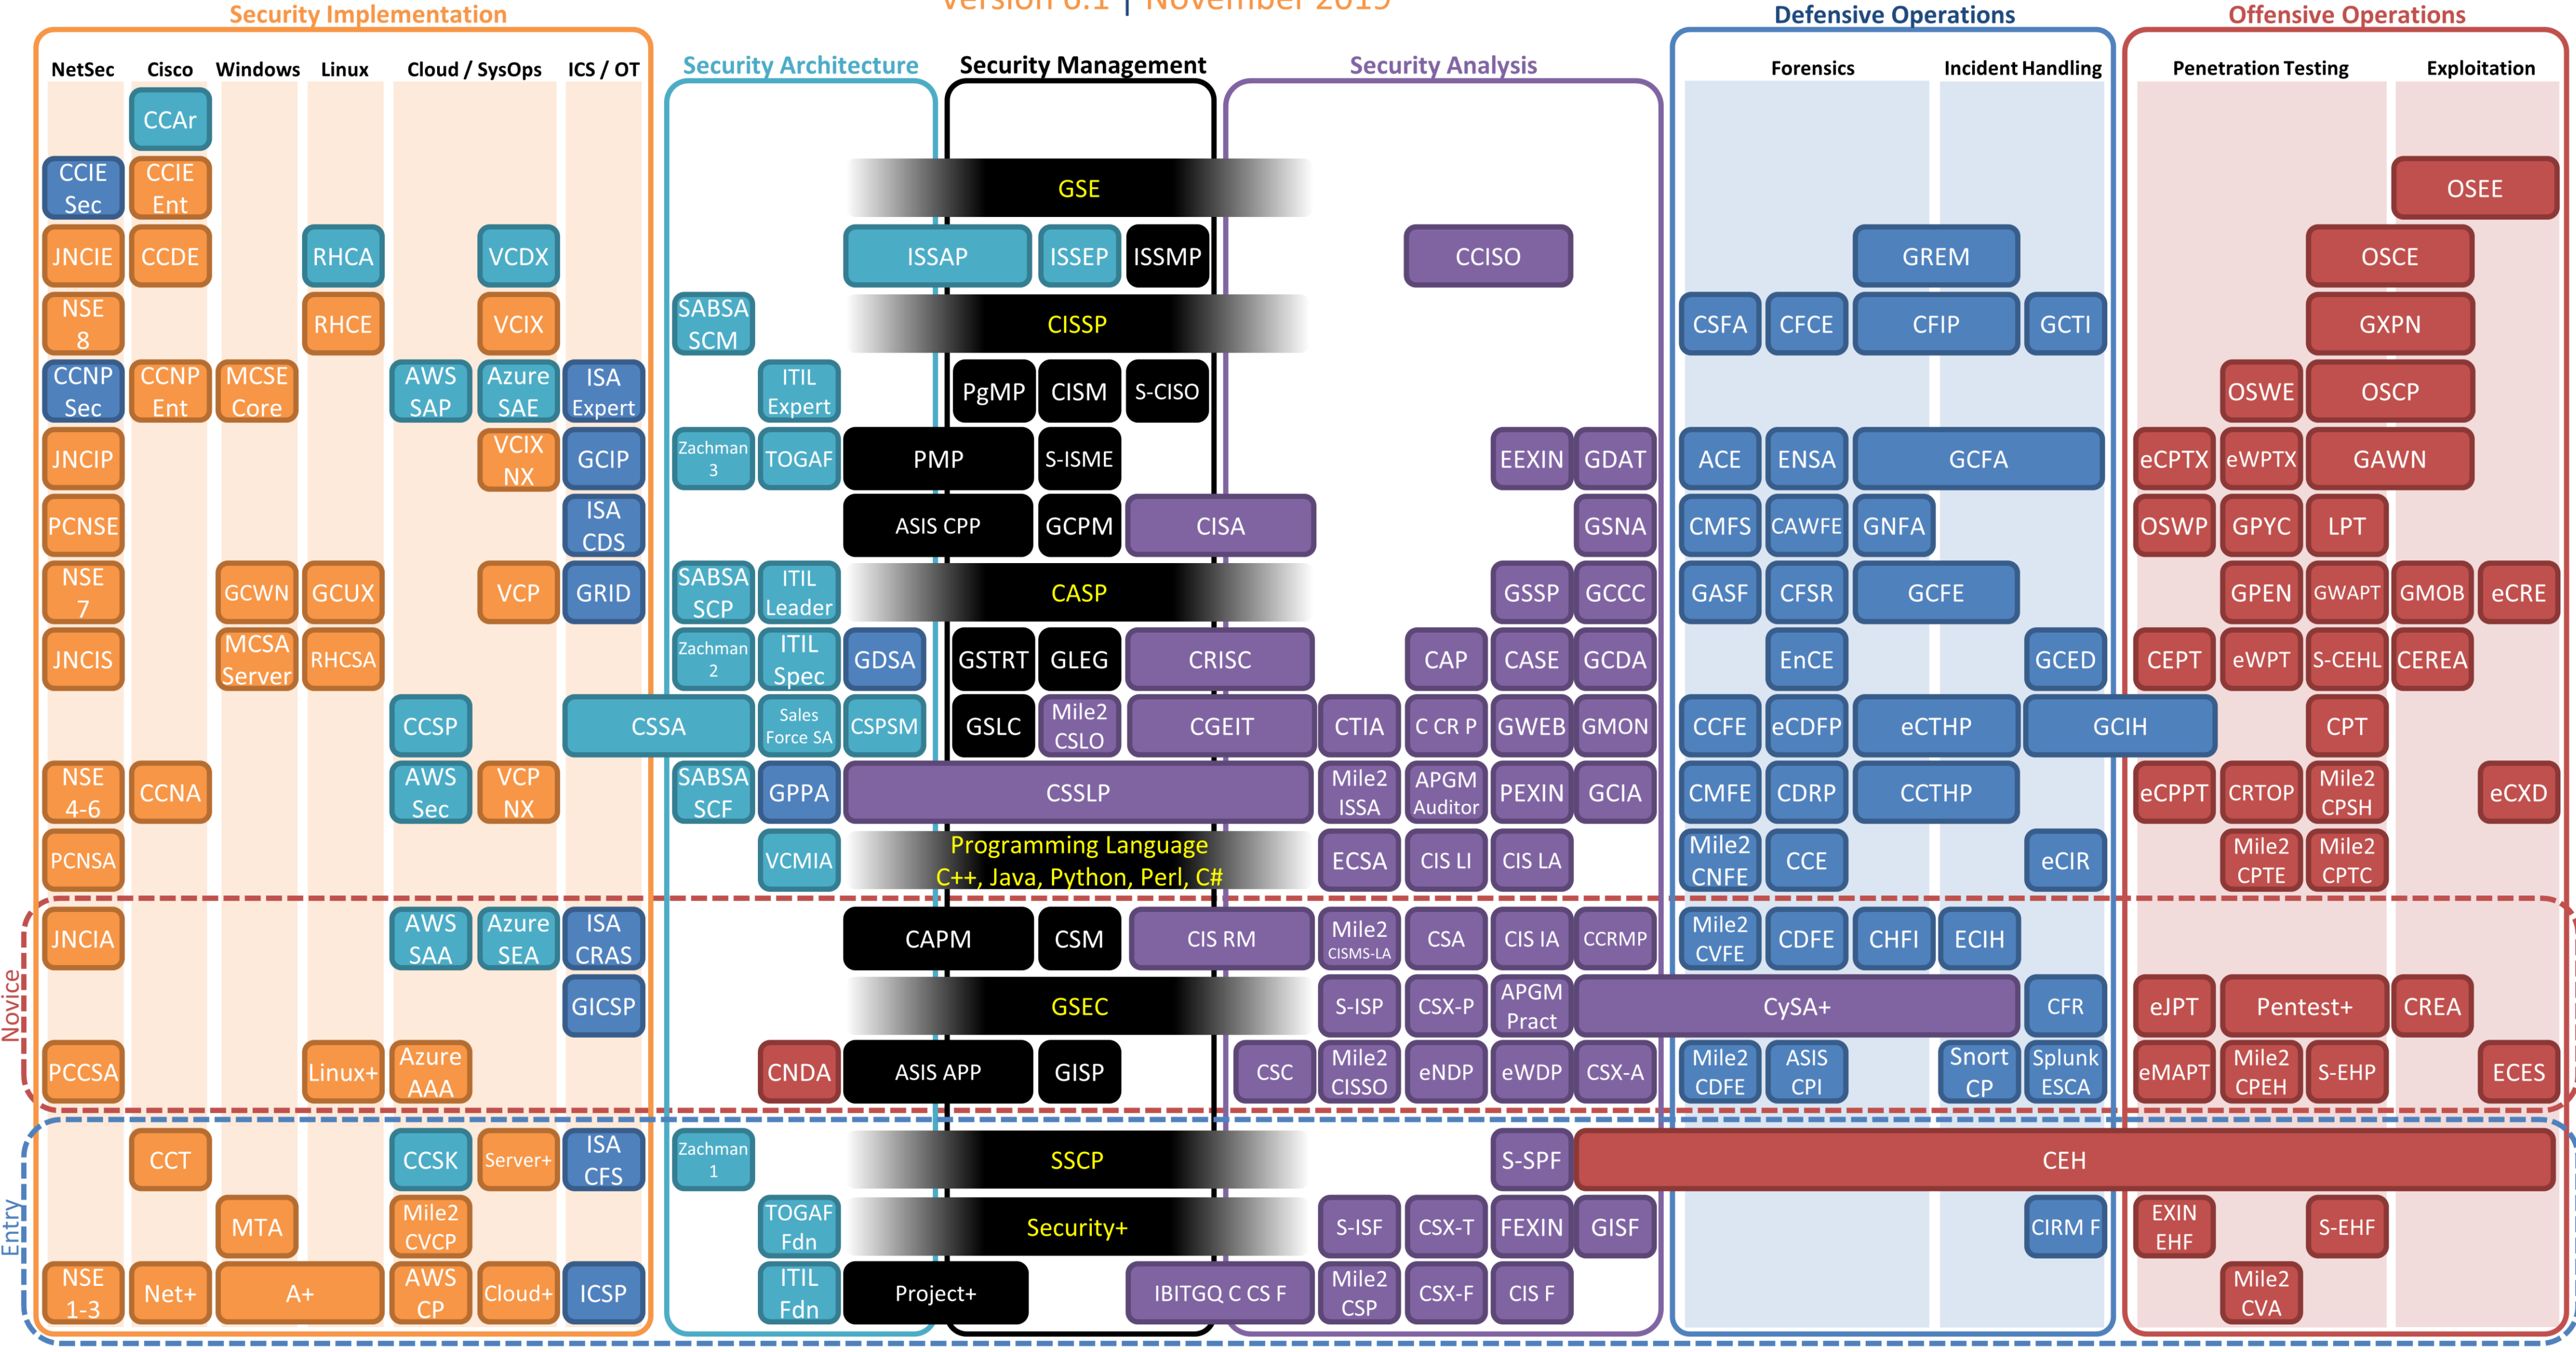 Version 6.1 | November 2019
Security Implementation
Defensive Operations
Offensive Operations
Security Architecture
Security Management
Security Analysis
NetSec
Cisco
Windows
Linux
Cloud / SysOps
ICS / OT
Forensics
Incident Handling
Penetration Testing
Exploitation
CCAr
CCIE
Sec
CCIE
Ent
GSE
OSEE
JNCIE
CCDE
RHCA
VCDX
ISSAP
ISSEP
ISSMP
CCISO
GREM
OSCE
NSE
8
RHCE
VCIX
SABSA
SCM
CISSP
CSFA
CFCE
CFIP
GCTI
GXPN
CCNP
Sec
CCNP
Ent
MCSE
Core
AWS
SAP
Azure
SAE
ISA
Expert
ITIL
Expert
PgMP
CISM
S-CISO
OSWE
OSCP
JNCIP
VCIX
NX
GCIP
Zachman
3
TOGAF
PMP
S-ISME
EEXIN
GDAT
ACE
ENSA
GCFA
eCPTX
eWPTX
GAWN
PCNSE
ISA
CDS
ASIS CPP
GCPM
CISA
GSNA
CMFS
CAWFE
GNFA
OSWP
GPYC
LPT
NSE
7
GCWN
GCUX
VCP
GRID
SABSA
SCP
ITIL
Leader
CASP
GSSP
GCCC
GASF
CFSR
GCFE
GPEN
GWAPT
GMOB
eCRE
JNCIS
MCSA
Server
RHCSA
Zachman
2
ITIL
Spec
GDSA
GSTRT
GLEG
CRISC
CAP
CASE
GCDA
EnCE
GCED
CEPT
eWPT
S-CEHL
CEREA
CCSP
CSSA
Sales
Force SA
CSPSM
GSLC
Mile2
CSLO
CGEIT
CTIA
C CR P
GWEB
GMON
CCFE
eCDFP
eCTHP
GCIH
CPT
NSE
4-6
CCNA
AWS
Sec
VCP
NX
SABSA
SCF
GPPA
CSSLP
Mile2
ISSA
APGM
Auditor
PEXIN
GCIA
CMFE
CDRP
CCTHP
eCPPT
CRTOP
Mile2
CPSH
eCXD
PCNSA
VCMIA
Programming Language
C++, Java, Python, Perl, C#
ECSA
CIS LI
CIS LA
Mile2
CNFE
CCE
eCIR
Mile2
CPTE
Mile2
CPTC
Novice
JNCIA
AWS
SAA
Azure
SEA
ISA
CRAS
CAPM
CSM
CIS RM
Mile2
CISMS-LA
CSA
CIS IA
CCRMP
Mile2
CVFE
CDFE
CHFI
ECIH
GICSP
GSEC
S-ISP
CSX-P
APGM
Pract
CySA+
CFR
eJPT
Pentest+
CREA
PCCSA
Linux+
Azure
AAA
CNDA
ASIS APP
GISP
CSC
Mile2
CISSO
eNDP
eWDP
CSX-A
Mile2
CDFE
ASIS
CPI
Snort
CP
Splunk
ESCA
eMAPT
Mile2
CPEH
S-EHP
ECES
Entry
CCT
CCSK
Server+
ISA
CFS
Zachman
1
SSCP
S-SPF
CEH
MTA
Mile2
CVCP
TOGAF
Fdn
Security+
S-ISF
CSX-T
FEXIN
GISF
CIRM F
EXIN
EHF
S-EHF
NSE
1-3
Net+
A+
AWS
CP
Cloud+
ICSP
ITIL
Fdn
Project+
IBITGQ C CS F
Mile2
CSP
CSX-F
CIS F
Mile2
CVA